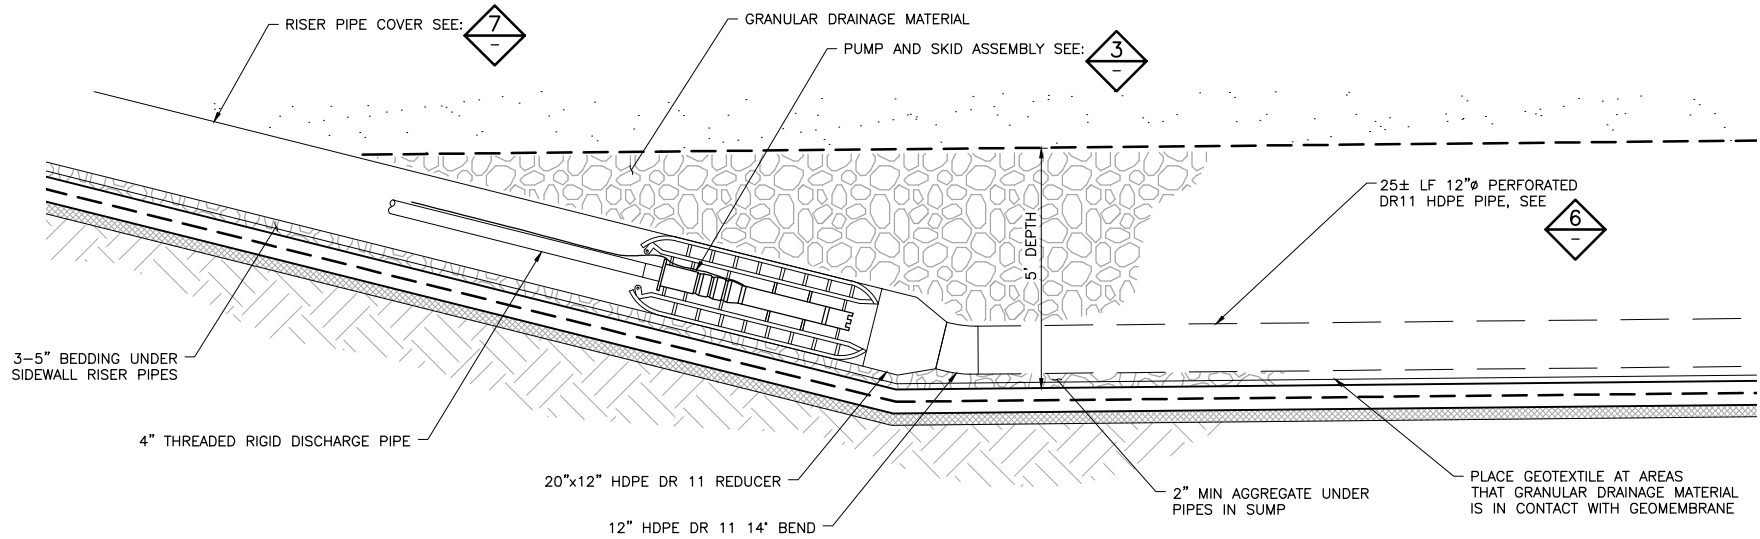 RISER PIPE COVER SEE:
7
-
GRANULAR DRAINAGE MATERIAL
PUMP AND SKID ASSEMBLY SEE:
3
-
25± LF 12"ø PERFORATED
DR11 HDPE PIPE, SEE
6
-
5' DEPTH
3-5" BEDDING UNDER
SIDEWALL RISER PIPES
4" THREADED RIGID DISCHARGE PIPE
20"x12" HDPE DR 11 REDUCER
12" HDPE DR 11 14° BEND
2" MIN AGGREGATE UNDER
PIPES IN SUMP
PLACE GEOTEXTILE AT AREAS
THAT GRANULAR DRAINAGE MATERIAL
IS IN CONTACT WITH GEOMEMBRANE